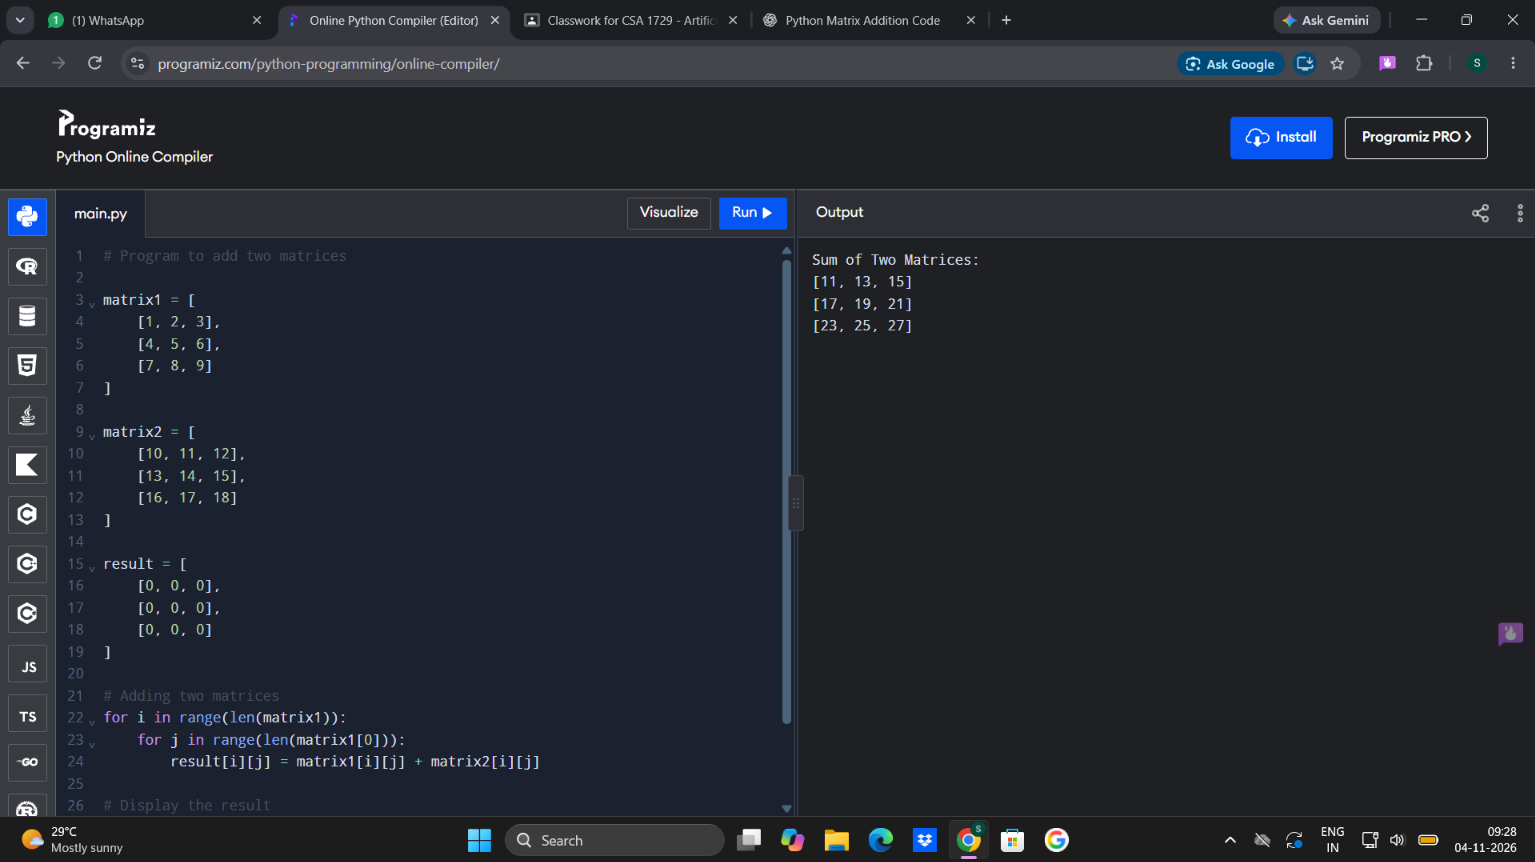 (1) WhatsApp
Online Python Compiler (Editor)
Classwork for CSA 1729 - Artific
Python Matrix Addition Code
Ask Gemini
programiz.com/python-programming/online-compiler/
Ask Google
S
Programiz
Python Online Compiler
Install
Programiz PRO
main.py
Visualize
Run
Output
1 # Program to add two matrices
2
3 matrix1 = [
4 [1, 2, 3],
5 [4, 5, 6],
6 [7, 8, 9]
7 ]
8
9 matrix2 = [
10 [10, 11, 12],
11 [13, 14, 15],
12 [16, 17, 18]
13 ]
14
15 result = [
16 [0, 0, 0],
17 [0, 0, 0],
18 [0, 0, 0]
19 ]
20
21 # Adding two matrices
22 for i in range(len(matrix1)):
23 for j in range(len(matrix1[0])):
24 result[i][j] = matrix1[i][j] + matrix2[i][j]
25
26 # Display the result
Sum of Two Matrices:
[11, 13, 15]
[17, 19, 21]
[23, 25, 27]
JS
TS
GO
29°C
Mostly sunny
Search
S
ENG
IN
09:28
04-11-2026